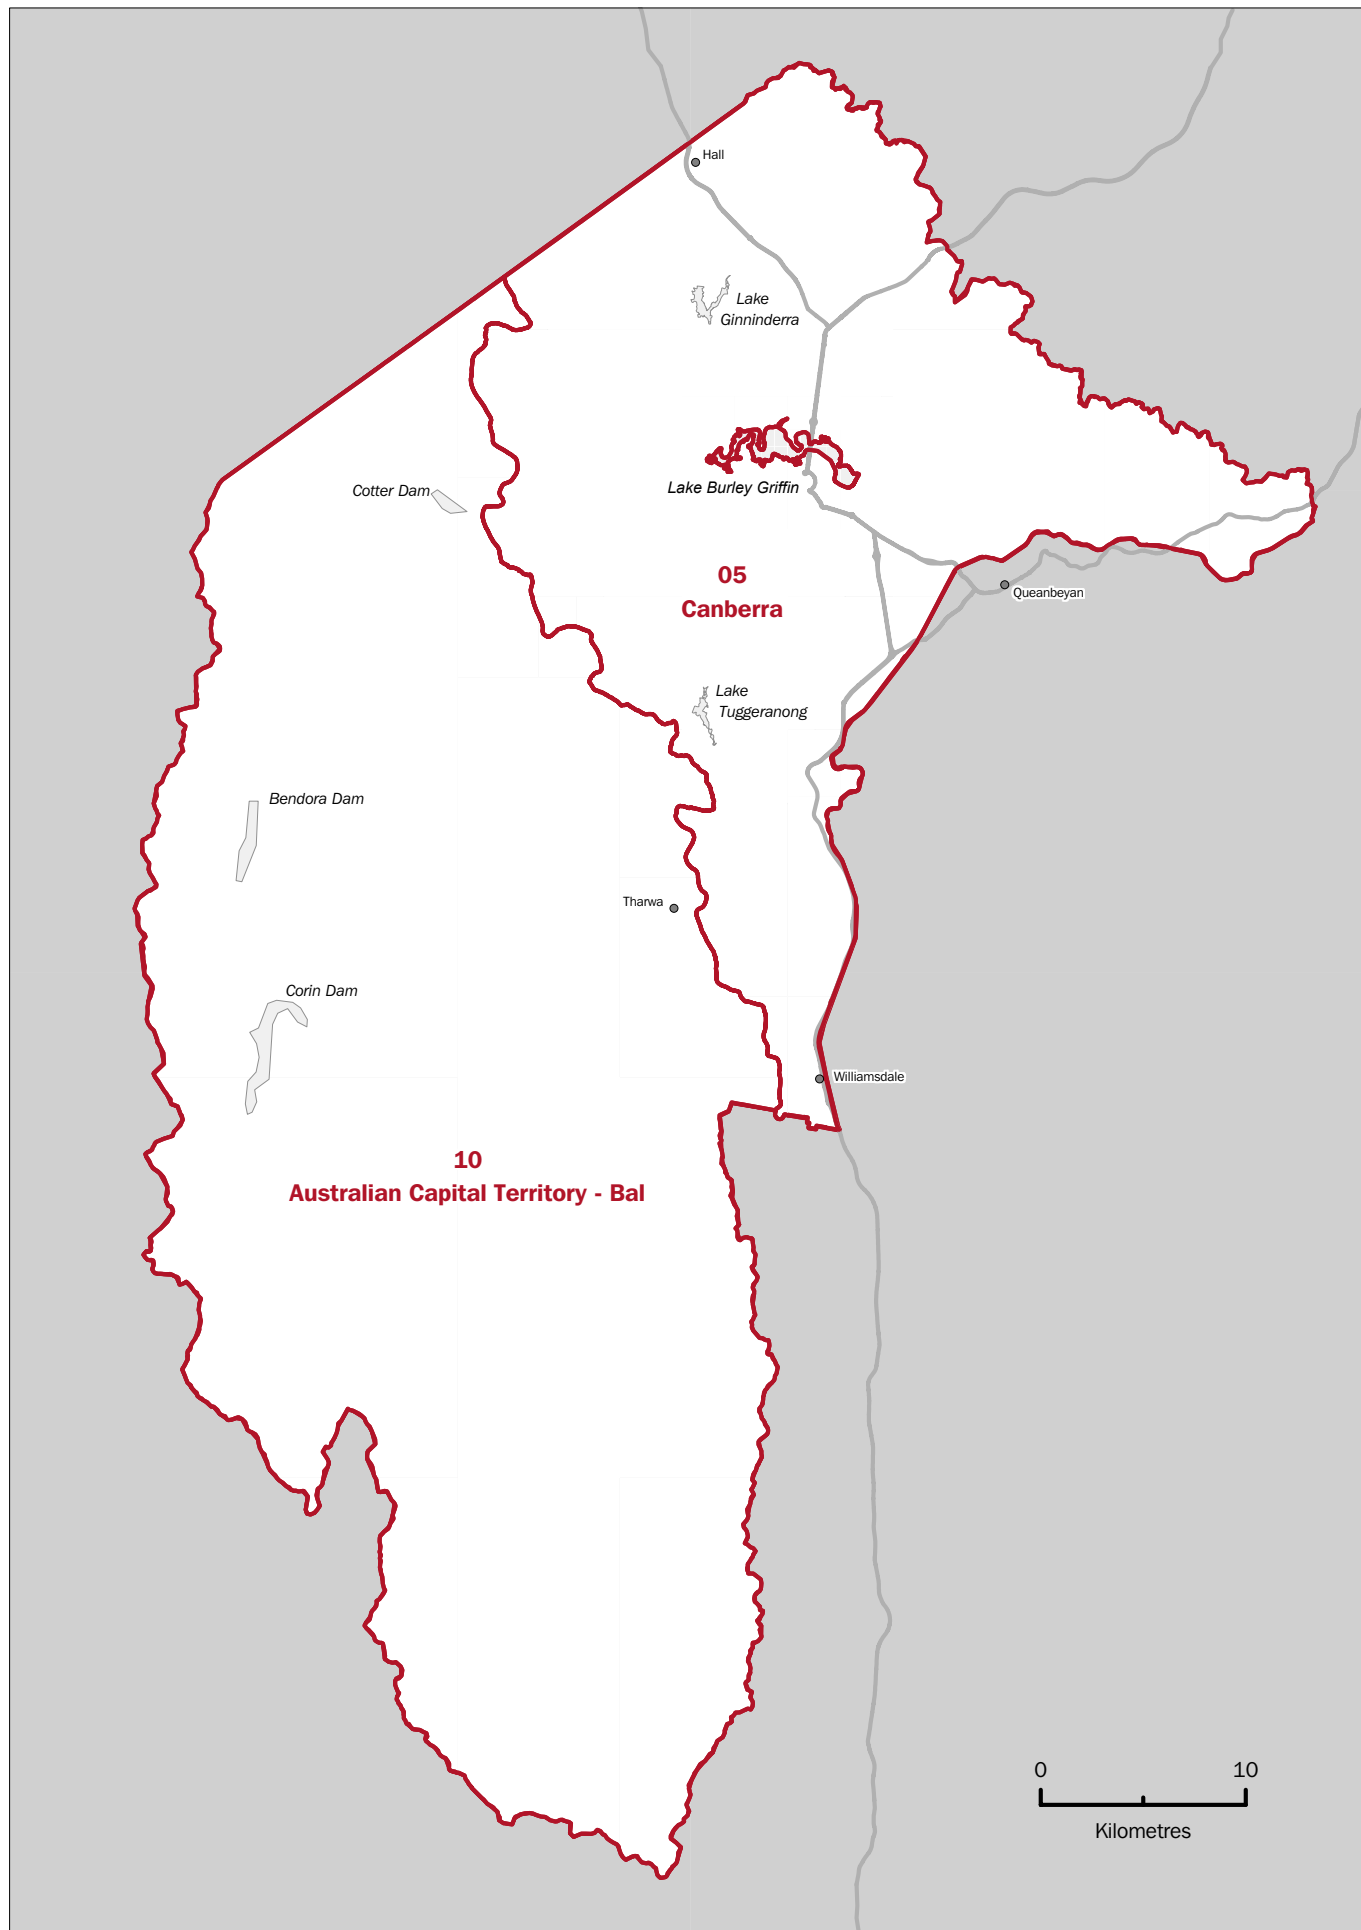 Hall
Lake
Ginninderra
Cotter Dam
Lake Burley Griffin
05
Canberra
Queanbeyan
Lake
Tuggeranong
Bendora Dam
Tharwa
Corin Dam
Williamsdale
10
Australian Capital Territory - Bal
0 10
Kilometres